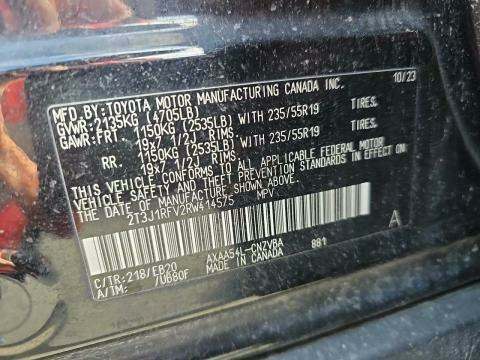 MFD.BY:TOYOTA MOTOR MANUFACTURING CANADA INC. 10/23
GVWR:2135KG (4705LB)
GAWR:FRT 1150KG (2535LB) WITH 235/55R19 TIRES.
19x7 1/2J RIMS
RR. 1150KG (2535LB) WITH 235/55R19 TIRES.
19x7 1/2J RIMS
THIS VEHICLE CONFORMS TO ALL APPLICABLE FEDERAL MOTOR
VEHICLE SAFETY AND THEFT PREVENTION STANDARDS
IN EFFECT ON THE DATE OF MANUFACTURE SHOWN ABOVE.
2T3J1RFV2RW414575 MPV
A
C/TR:218/EB20 AXAA54L-CNZVBA 881
A/TM: /UB80F MADE IN CANADA